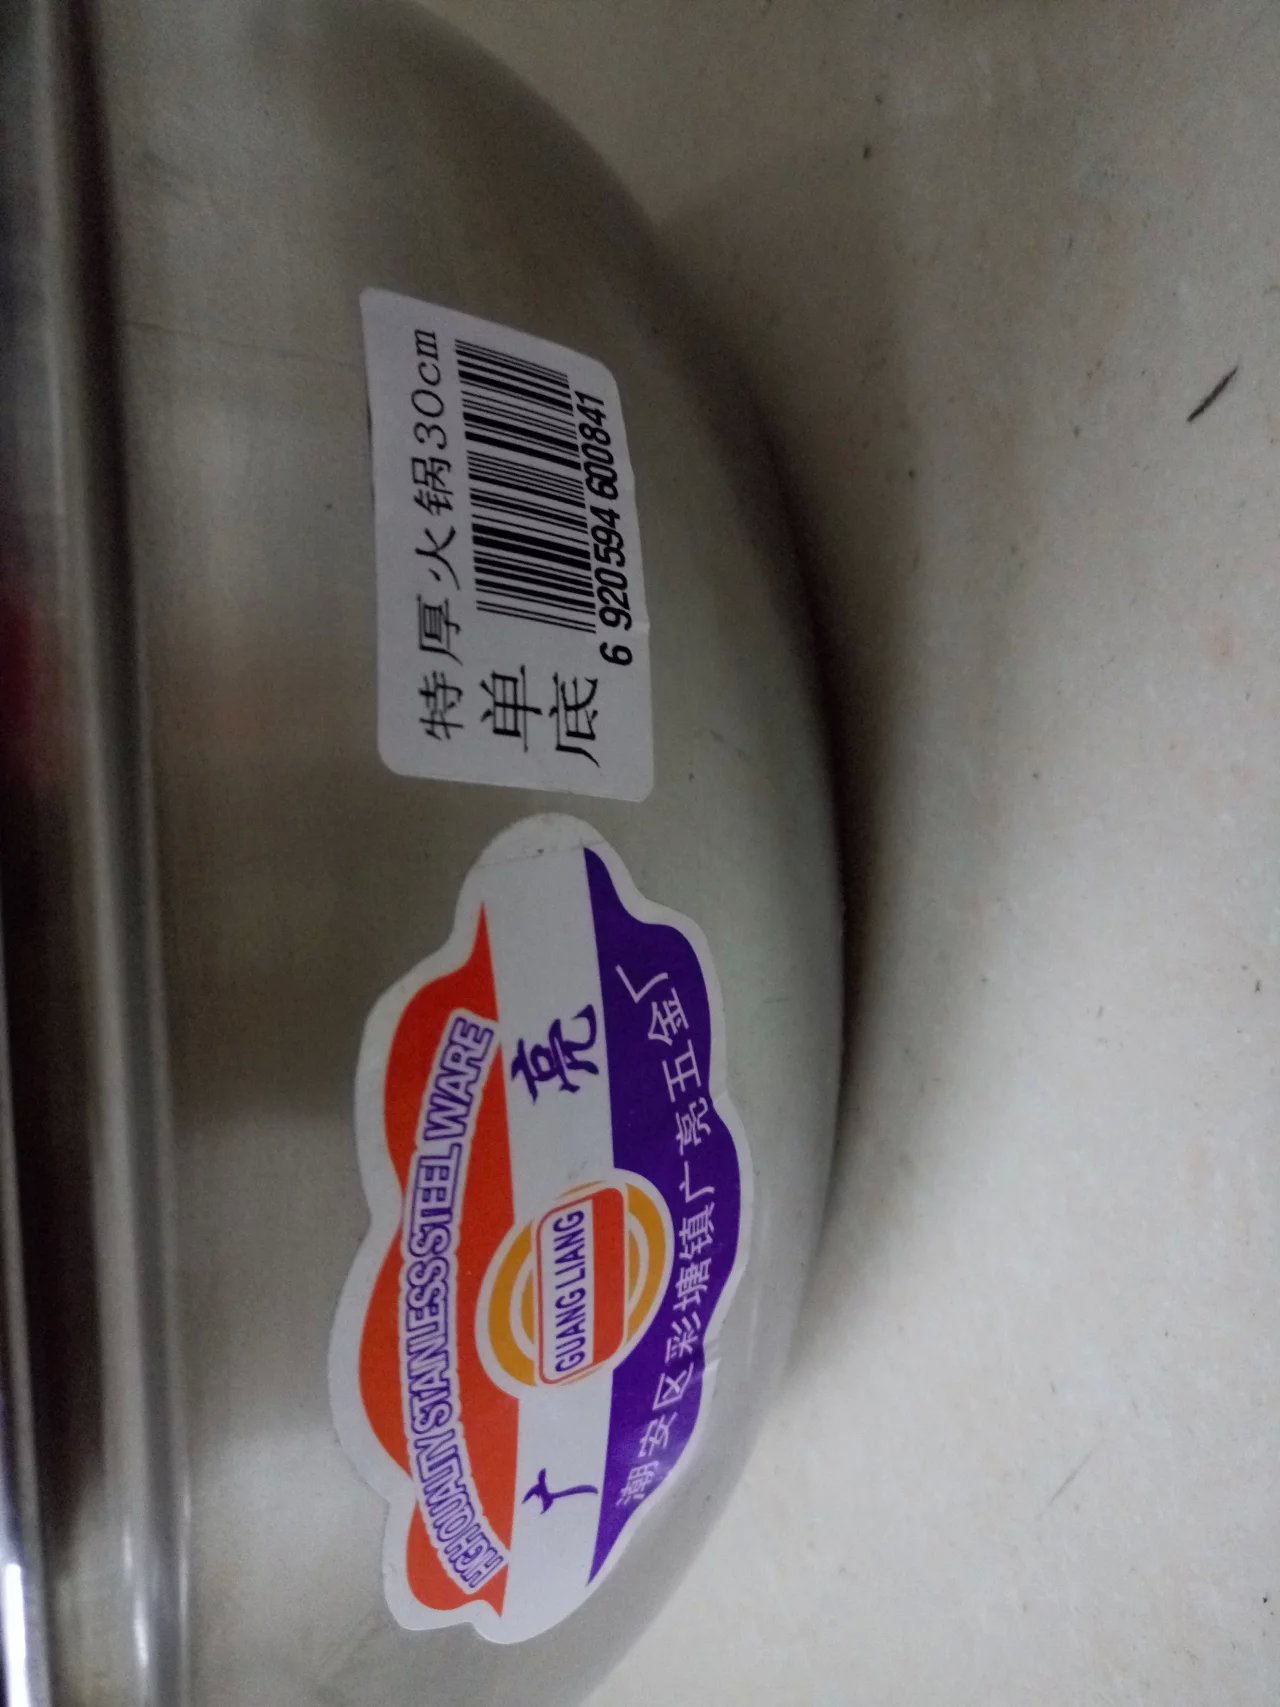 HIGH QUALITY STANLESS STEEL WARE
广 亮
GUANG LIANG
潮安区彩塘镇广亮五金厂
特厚火锅30cm
单
底
6 920594 600841